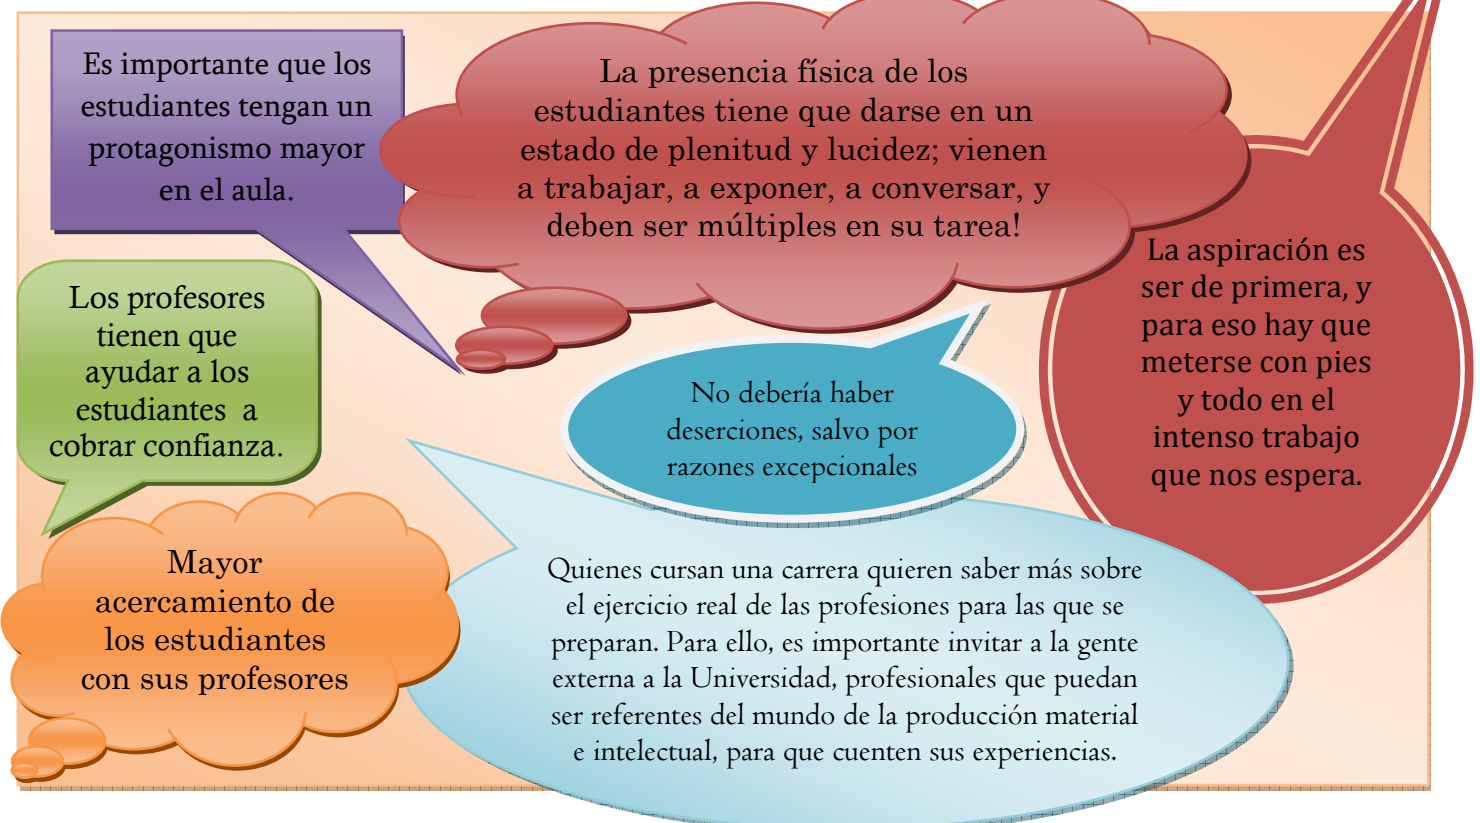 Es importante que los
estudiantes tengan un
protagonismo mayor
en el aula.
La presencia física de los
estudiantes tiene que darse en un
estado de plenitud y lucidez; vienen
a trabajar, a exponer, a conversar, y
deben ser múltiples en su tarea!
La aspiración es
ser de primera, y
para eso hay que
meterse con pies
y todo en el
intenso trabajo
que nos espera.
Los profesores
tienen que
ayudar a los
estudiantes a
cobrar confianza.
No debería haber
deserciones, salvo por
razones excepcionales
Mayor
acercamiento de
los estudiantes
con sus profesores
Quienes cursan una carrera quieren saber más sobre
el ejercicio real de las profesiones para las que se
preparan. Para ello, es importante invitar a la gente
externa a la Universidad, profesionales que puedan
ser referentes del mundo de la producción material
e intelectual, para que cuenten sus experiencias.